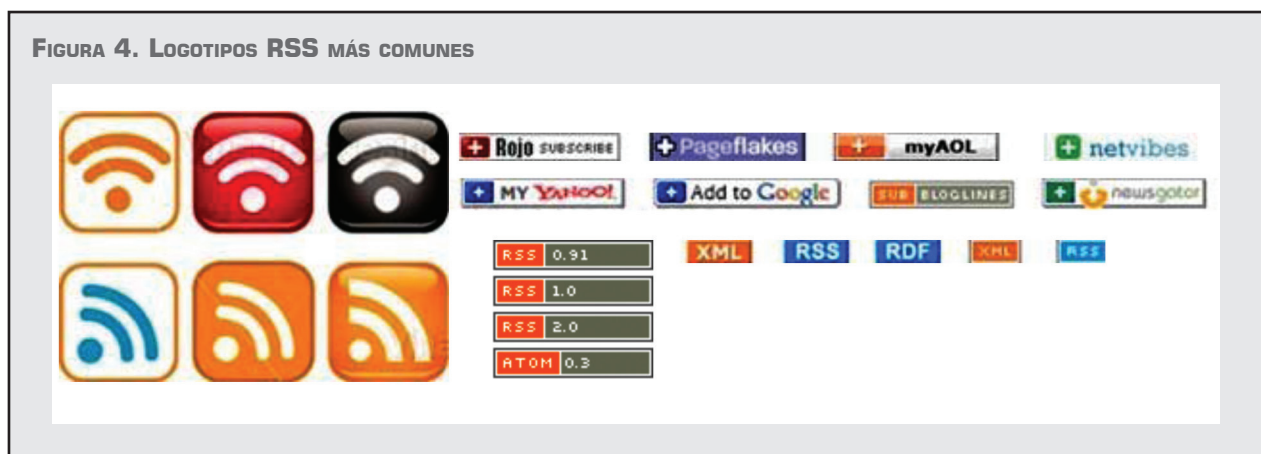 FIGURA 4. LOGOTIPOS RSS MÁS COMUNES
Rojo SUBSCRIBE Pageflakes myAOL netvibes
MY YAHOO! Add to Google SUB BLOGLINES newsgator
RSS 0.91 XML RSS RDF XML RSS
RSS 1.0
RSS 2.0
ATOM 0.3